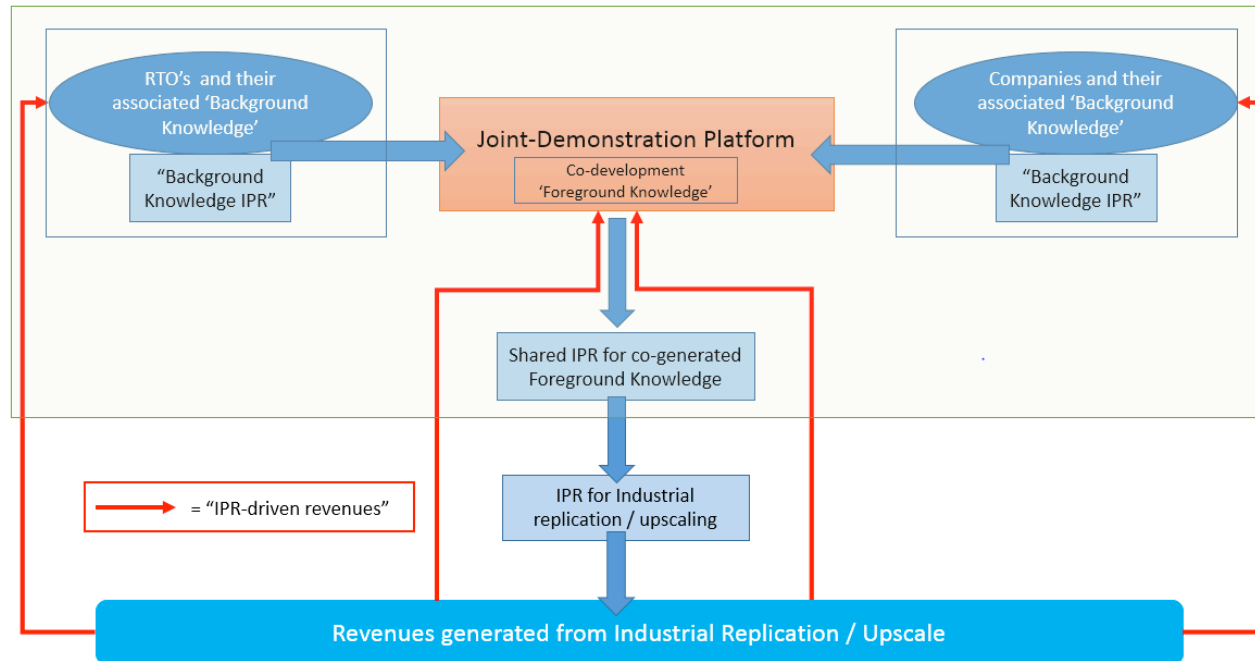 RTO's and their
associated 'Background
Knowledge'
"Background
Knowledge IPR"
Joint-Demonstration Platform
Co-development
'Foreground Knowledge'
Companies and their
associated 'Background
Knowledge'
"Background
Knowledge IPR"
Shared IPR for co-generated
Foreground Knowledge
IPR for Industrial
replication / upscaling
= "IPR-driven revenues"
Revenues generated from Industrial Replication / Upscale